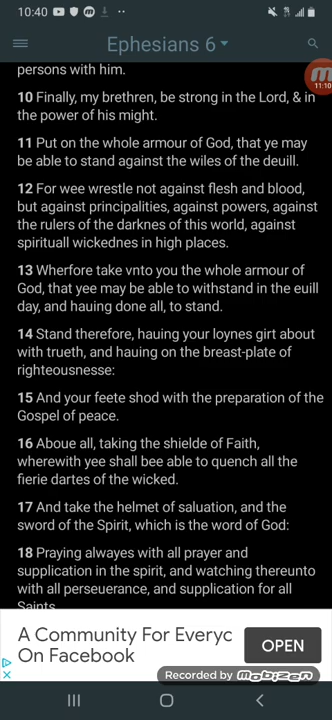 10:40
Ephesians 6
persons with him.
11:10
10 Finally, my brethren, be strong in the Lord, & in
the power of his might.
11 Put on the whole armour of God, that ye may
be able to stand against the wiles of the deuill.
12 For wee wrestle not against flesh and blood,
but against principalities, against powers, against
the rulers of the darknes of this world, against
spirituall wickednes in high places.
13 Wherfore take vnto you the whole armour of
God, that yee may be able to withstand in the euill
day, and hauing done all, to stand.
14 Stand therefore, hauing your loynes girt about
with trueth, and hauing on the breast-plate of
righteousnesse:
15 And your feete shod with the preparation of the
Gospel of peace.
16 Aboue all, taking the shielde of Faith,
wherewith yee shall bee able to quench all the
fierie dartes of the wicked.
17 And take the helmet of saluation, and the
sword of the Spirit, which is the word of God:
18 Praying alwayes with all prayer and
supplication in the spirit, and watching thereunto
with all perseuerance, and supplication for all
Saints
A Community For Everyc
On Facebook
OPEN
Recorded by mobizen